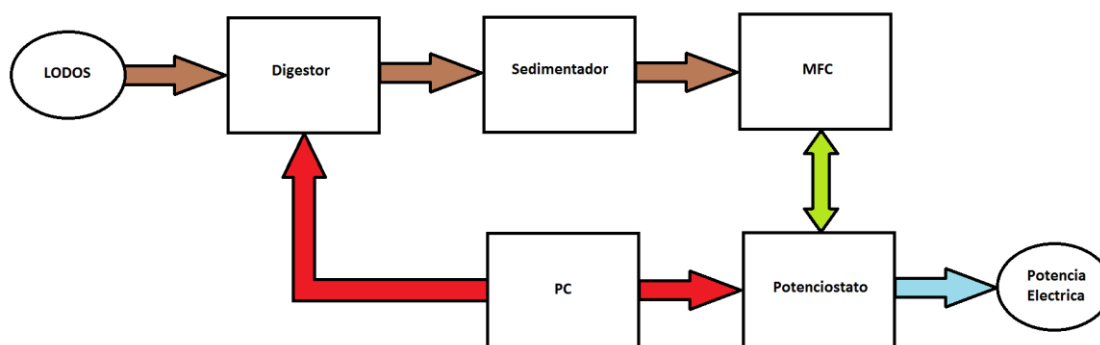 LODOS
Digestor
Sedimentador
MFC
PC
Potenciostato
Potencia
Electrica